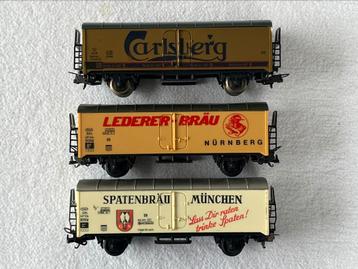 Carlsberg
LEDERER-BRÄU
NÜRNBERG
SPATENBRÄU MÜNCHEN
Lass Dir raten
trinke Spaten!